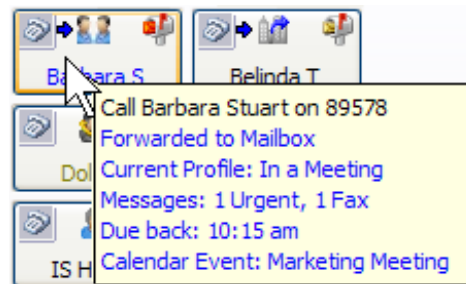 Barbara S
Belinda T
Call Barbara Stuart on 89578
Forwarded to Mailbox
Current Profile: In a Meeting
Messages: 1 Urgent, 1 Fax
Due back: 10:15 am
Calendar Event: Marketing Meeting
Dol
IS H